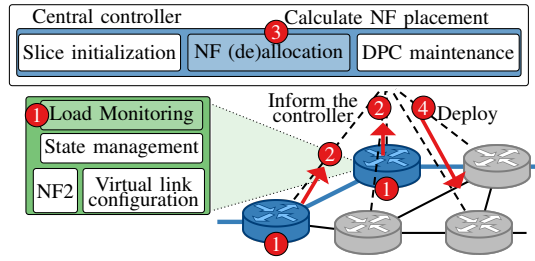 Central controller
3
Calculate NF placement
Slice initialization
NF (de)allocation
DPC maintenance
1
Load Monitoring
State management
NF2
Virtual link
configuration
Inform the
controller
2
2
4
Deploy
1
1